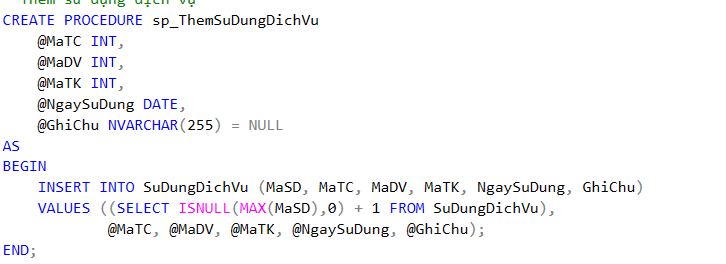 Thêm sử dụng dịch vụ
CREATE PROCEDURE sp_ThemSuDungDichVu
    @MaTC INT,
    @MaDV INT,
    @MaTK INT,
    @NgaySuDung DATE,
    @GhiChu NVARCHAR(255) = NULL
AS
BEGIN
    INSERT INTO SuDungDichVu (MaSD, MaTC, MaDV, MaTK, NgaySuDung, GhiChu)
    VALUES ((SELECT ISNULL(MAX(MaSD),0) + 1 FROM SuDungDichVu),
            @MaTC, @MaDV, @MaTK, @NgaySuDung, @GhiChu);
END;